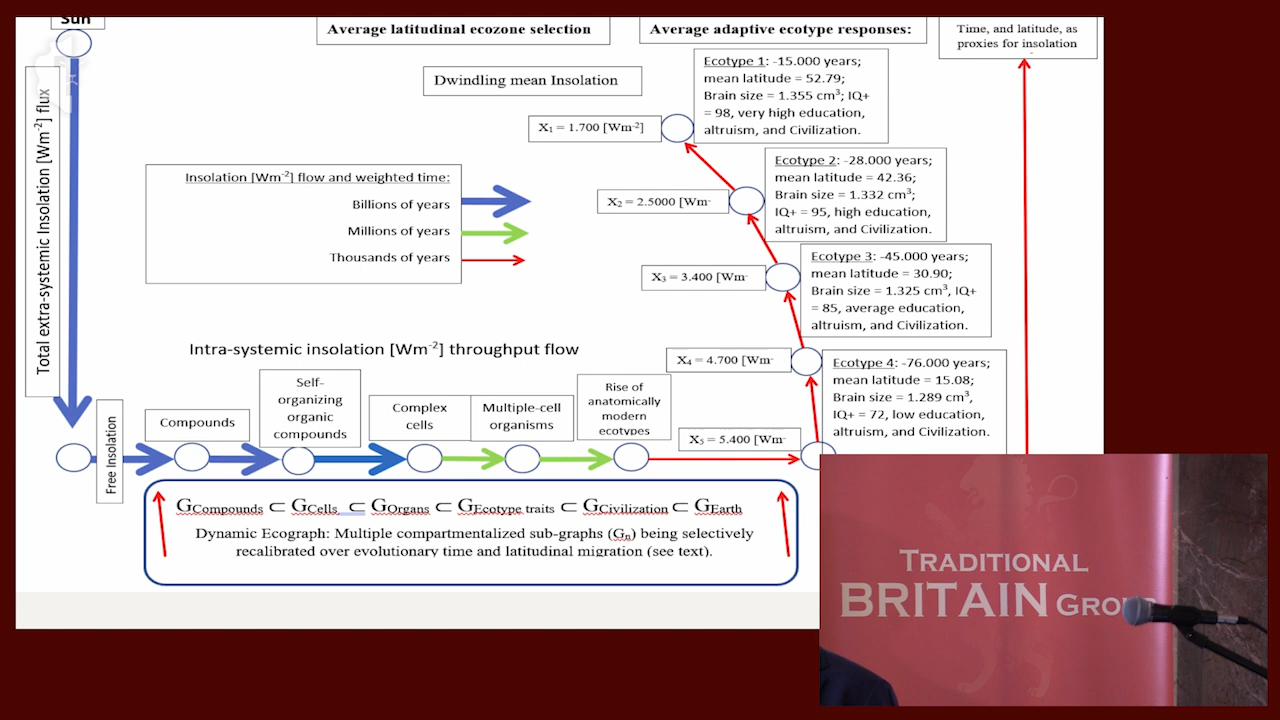 Sun
Average latitudinal ecozone selection
Average adaptive ecotype responses:
Time, and latitude, as
proxies for insolation
Dwindling mean Insolation
Ecotype 1: -15.000 years;
mean latitude = 52.79;
Brain size = 1.355 cm³; IQ+
= 98, very high education,
altruism, and Civilization.
X₁ = 1.700 [Wm⁻²]
Total extra-systemic Insolation [Wm⁻²] flux
Insolation [Wm⁻²] flow and weighted time:
Billions of years
Millions of years
Thousands of years
Ecotype 2: -28.000 years;
mean latitude = 42.36;
Brain size = 1.332 cm³;
IQ+ = 95, high education,
altruism, and Civilization.
X₂ = 2.5000 [Wm⁻
Ecotype 3: -45.000 years;
mean latitude = 30.90;
Brain size = 1.325 cm³, IQ+
= 85, average education,
altruism, and Civilization.
X₃ = 3.400 [Wm⁻
Intra-systemic insolation [Wm⁻²] throughput flow
Ecotype 4: -76.000 years;
mean latitude = 15.08;
Brain size = 1.289 cm³,
IQ+ = 72, low education,
altruism, and Civilization.
X₄ = 4.700 [Wm⁻
Free Insolation
Compounds
Self-
organizing
organic
compounds
Complex
cells
Multiple-cell
organisms
Rise of
anatomically
modern
ecotypes
X₅ = 5.400 [Wm⁻
GCompounds ⊂ GCells ⊂ GOrgans ⊂ GEcotype traits ⊂ GCivilization ⊂ GEarth
Dynamic Ecograph: Multiple compartmentalized sub-graphs (Gₙ) being selectively
recalibrated over evolutionary time and latitudinal migration (see text).
TRADITIONAL
BRITAIN GROUP